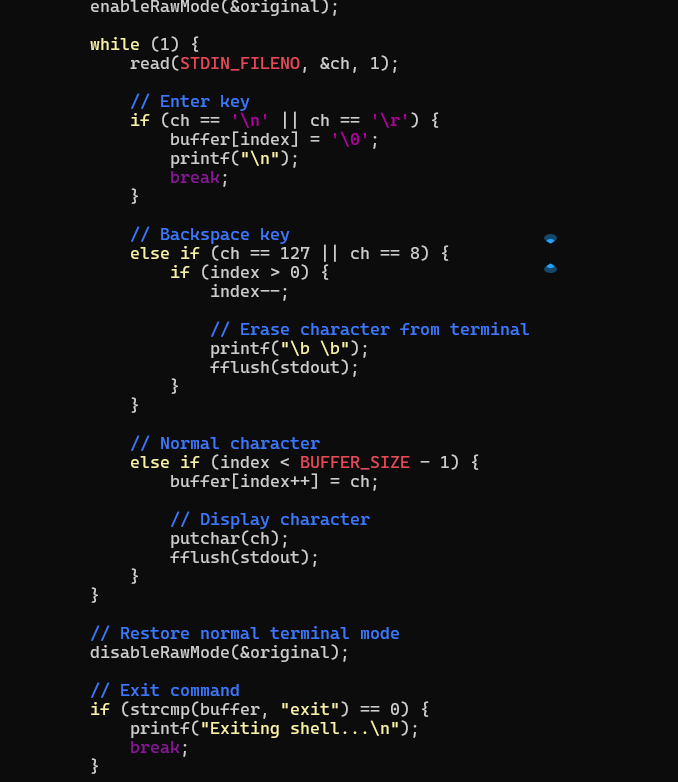 enableRawMode(&original);
while (1) {
read(STDIN_FILENO, &ch, 1);
// Enter key
if (ch == '\n' || ch == '\r') {
buffer[index] = '\0';
printf("\n");
break;
}
// Backspace key
else if (ch == 127 || ch == 8) {
if (index > 0) {
index--;
// Erase character from terminal
printf("\b \b");
fflush(stdout);
}
}
// Normal character
else if (index < BUFFER_SIZE - 1) {
buffer[index++] = ch;
// Display character
putchar(ch);
fflush(stdout);
}
}
// Restore normal terminal mode
disableRawMode(&original);
// Exit command
if (strcmp(buffer, "exit") == 0) {
printf("Exiting shell...\n");
break;
}